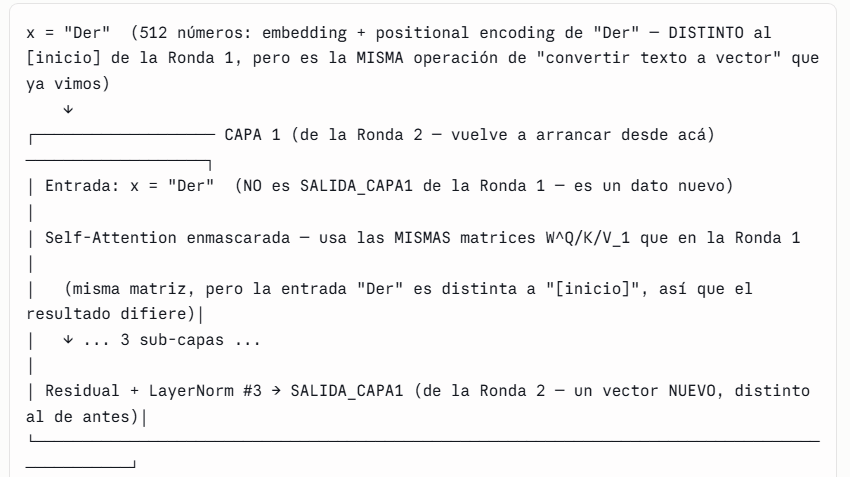 x = "Der"  (512 números: embedding + positional encoding de "Der" — DISTINTO al
[inicio] de la Ronda 1, pero es la MISMA operación de "convertir texto a vector" que
ya vimos)
    ↓
┌─────────────────── CAPA 1 (de la Ronda 2 — vuelve a arrancar desde acá)
───────────────────┐
│ Entrada: x = "Der"  (NO es SALIDA_CAPA1 de la Ronda 1 — es un dato nuevo)
│
│ Self-Attention enmascarada — usa las MISMAS matrices W^Q/K/V_1 que en la Ronda 1
│
│   (misma matriz, pero la entrada "Der" es distinta a "[inicio]", así que el
resultado difiere)│
│   ↓ ... 3 sub-capas ...
│
│ Residual + LayerNorm #3 → SALIDA_CAPA1 (de la Ronda 2 — un vector NUEVO, distinto
al de antes)│
└──────────────────────────────────────────────────────────────────────────────────
───────────┘